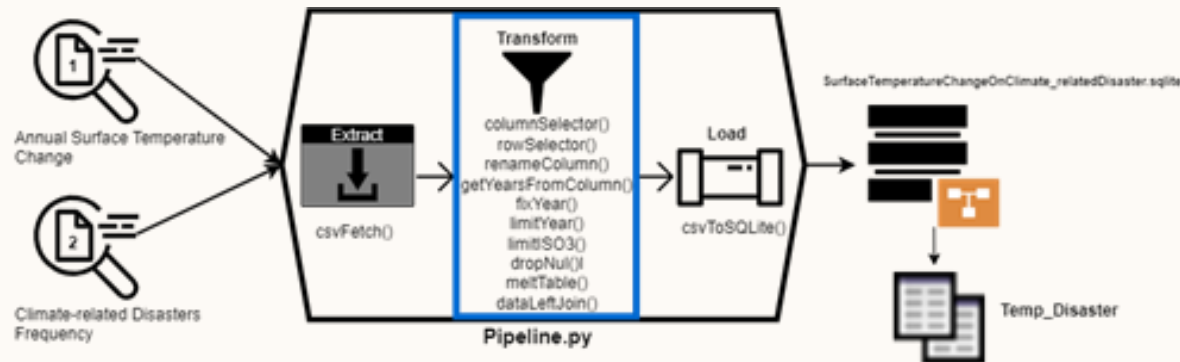 1
Annual Surface Temperature
Change
2
Climate-related Disasters
Frequency
Extract
csvFetch()
Transform
columnSelector()
rowSelector()
renameColumn()
getYearsFromColumn()
fixYear()
limitYear()
limitISO3()
dropNul()l
meltTable()
dataLeftJoin()
Load
csvToSQLite()
Pipeline.py
SurfaceTemperatureChangeOnClimate_relatedDisaster.sqlite
Temp_Disaster